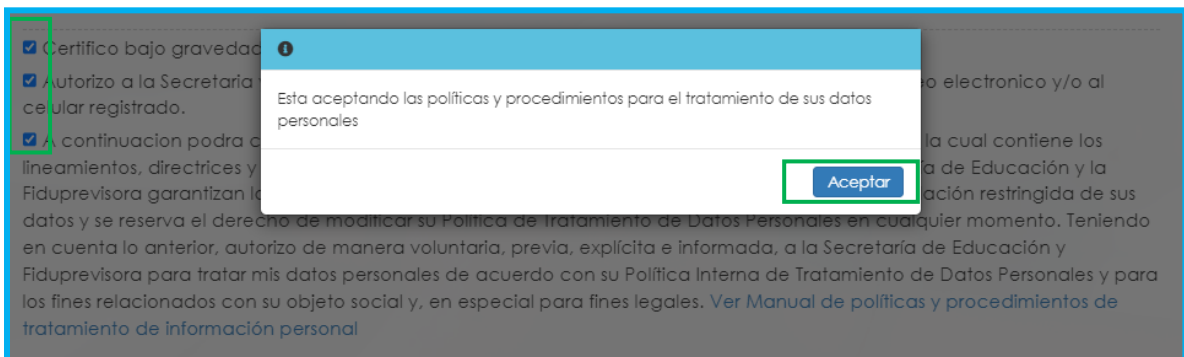 Certifico bajo gravedad
Autorizo a la Secretaria
eo electronico y/o al
celular registrado.
A continuacion podra c
la cual contiene los
lineamientos, directrices y
a de Educación y la
Fiduprevisora garantizan
ación restringida de sus
datos y se reserva el derecho de modificar su Política de Tratamiento de Datos Personales en cualquier momento. Teniendo
en cuenta lo anterior, autorizo de manera voluntaria, previa, explícita e informada, a la Secretaría de Educación y
Fiduprevisora para tratar mis datos personales de acuerdo con su Política Interna de Tratamiento de Datos Personales y para
los fines relacionados con su objeto social y, en especial para fines legales. Ver Manual de políticas y procedimientos de
tratamiento de información personal
Esta aceptando las políticas y procedimientos para el tratamiento de sus datos
personales
Aceptar